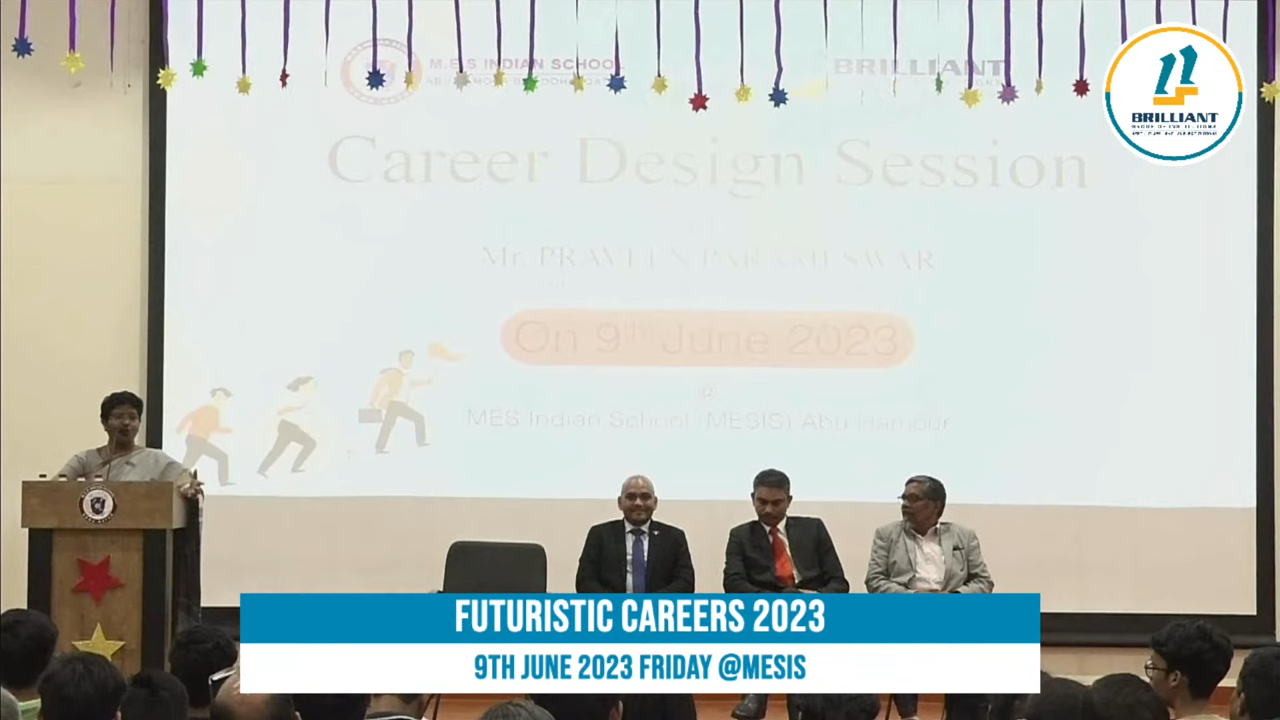 M.E.S INDIAN SCHOOL
BRILLIANT
BRILLIANT
Career Design Session
Mr. PRAVEEN PARAMESWAR
On 9th June 2023
@
MES Indian School (MESIS) Abu Hamour
FUTURISTIC CAREERS 2023
9TH JUNE 2023 FRIDAY @MESIS